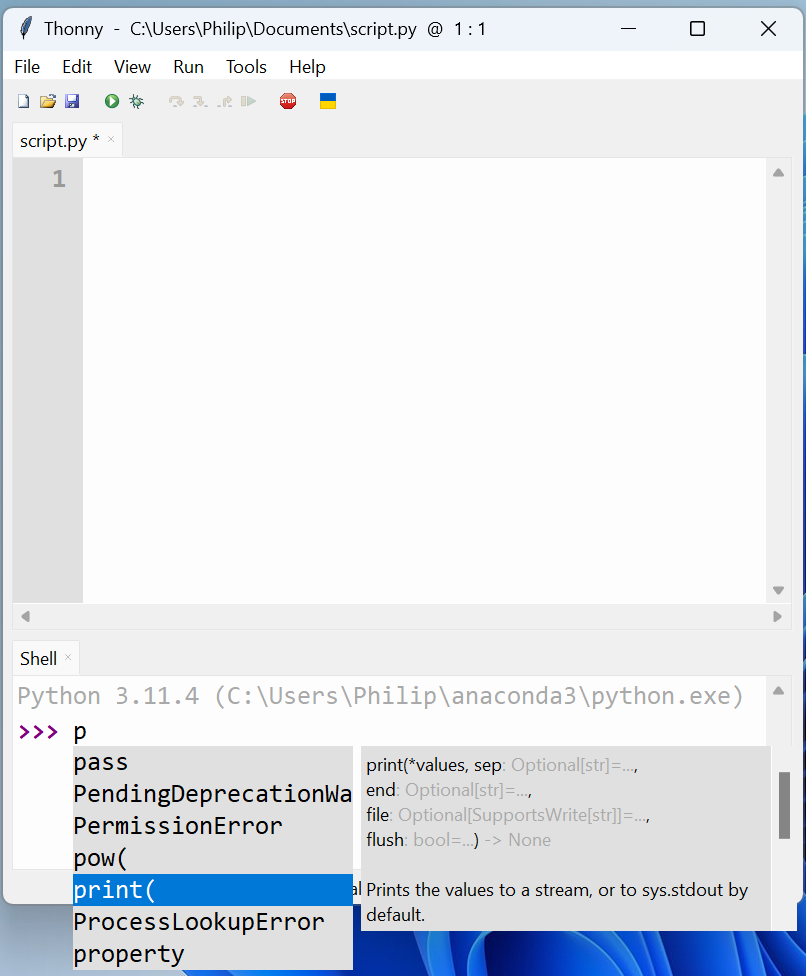 Thonny - C:\Users\Philip\Documents\script.py @ 1 : 1
File Edit View Run Tools Help
STOP
script.py * ×
1
Shell ×
Python 3.11.4 (C:\Users\Philip\anaconda3\python.exe)
>>> p
pass
PendingDeprecationWa
PermissionError
pow(
print(
ProcessLookupError
property
print(*values, sep: Optional[str]=...,
end: Optional[str]=...,
file: Optional[SupportsWrite[str]]=...,
flush: bool=...) -> None
Prints the values to a stream, or to sys.stdout by
default.